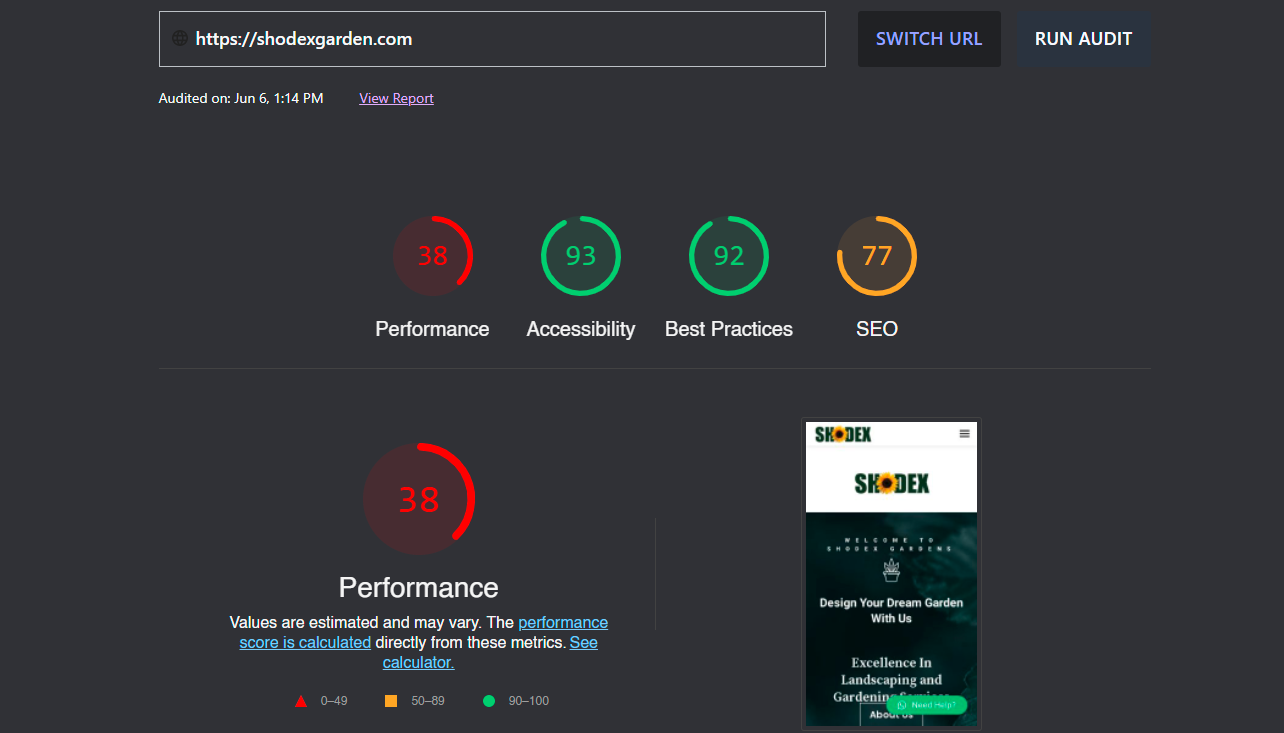 https://shodexgarden.com
SWITCH URL
RUN AUDIT
Audited on: Jun 6, 1:14 PM
View Report
38
93
92
77
Performance
Accessibility
Best Practices
SEO
38
Performance
Values are estimated and may vary. The performance
score is calculated directly from these metrics. See
calculator.
0–49
50–89
90–100
SHODEX
SHODEX
WELCOME TO
SHODEX GARDENS
Design Your Dream Garden
With Us
Excellence In
Landscaping and
Gardening Services
Need Help?
About Us